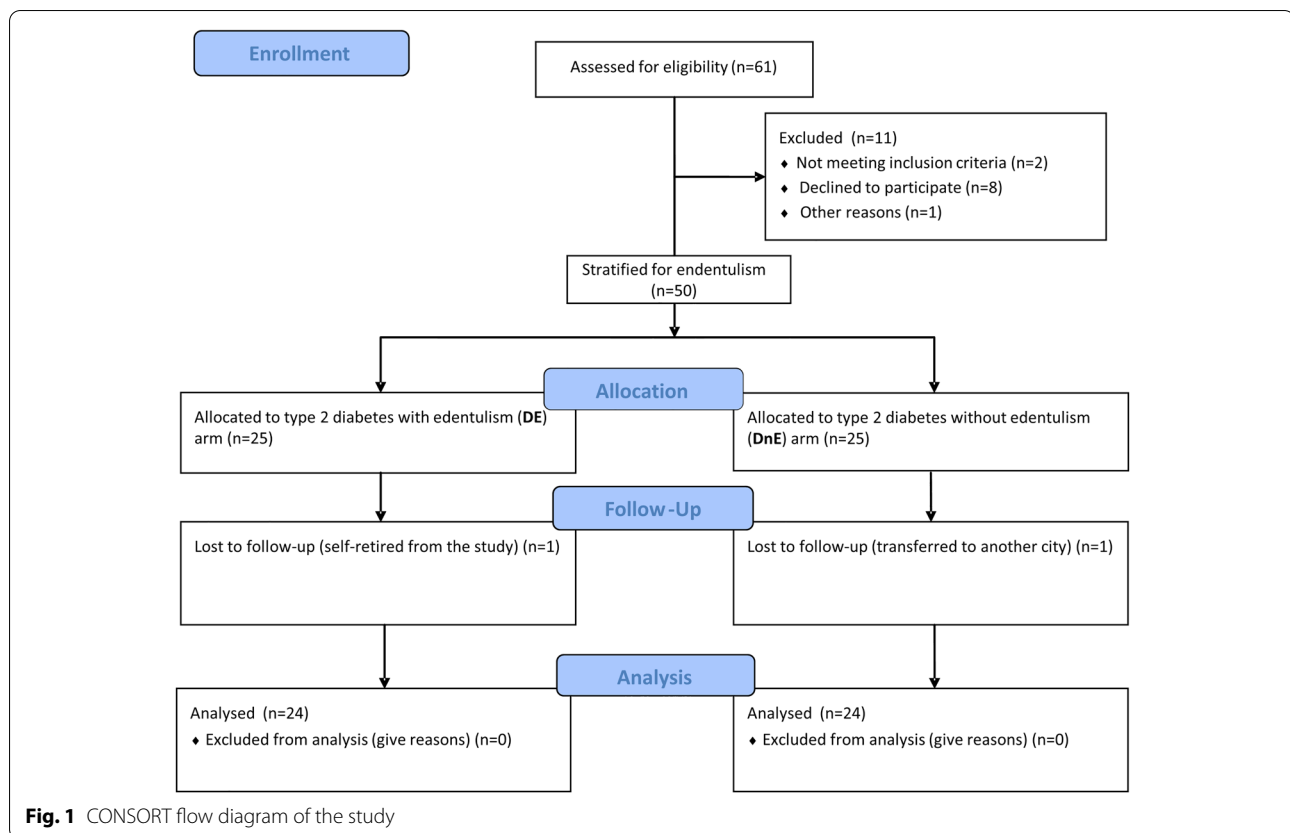 Enrollment
Assessed for eligibility (n=61)
Excluded (n=11)
♦ Not meeting inclusion criteria (n=2)
♦ Declined to participate (n=8)
♦ Other reasons (n=1)
Stratified for endentulism
(n=50)
Allocation
Allocated to type 2 diabetes with edentulism (DE)
arm (n=25)
Allocated to type 2 diabetes without edentulism
(DnE) arm (n=25)
Follow-Up
Lost to follow-up (self-retired from the study) (n=1)
Lost to follow-up (transferred to another city) (n=1)
Analysis
Analysed (n=24)
♦ Excluded from analysis (give reasons) (n=0)
Analysed (n=24)
♦ Excluded from analysis (give reasons) (n=0)
Fig. 1 CONSORT flow diagram of the study